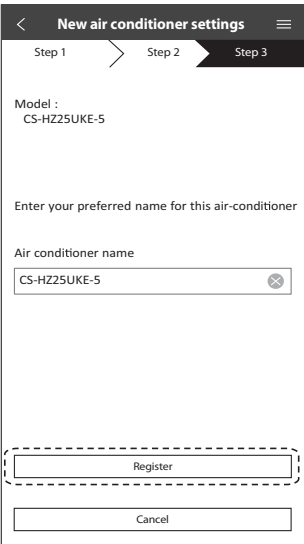 New air conditioner settings
Step 1 Step 2 Step 3
Model :
CS-HZ25UKE-5
Enter your preferred name for this air-conditioner
Air conditioner name
CS-HZ25UKE-5
Register
Cancel